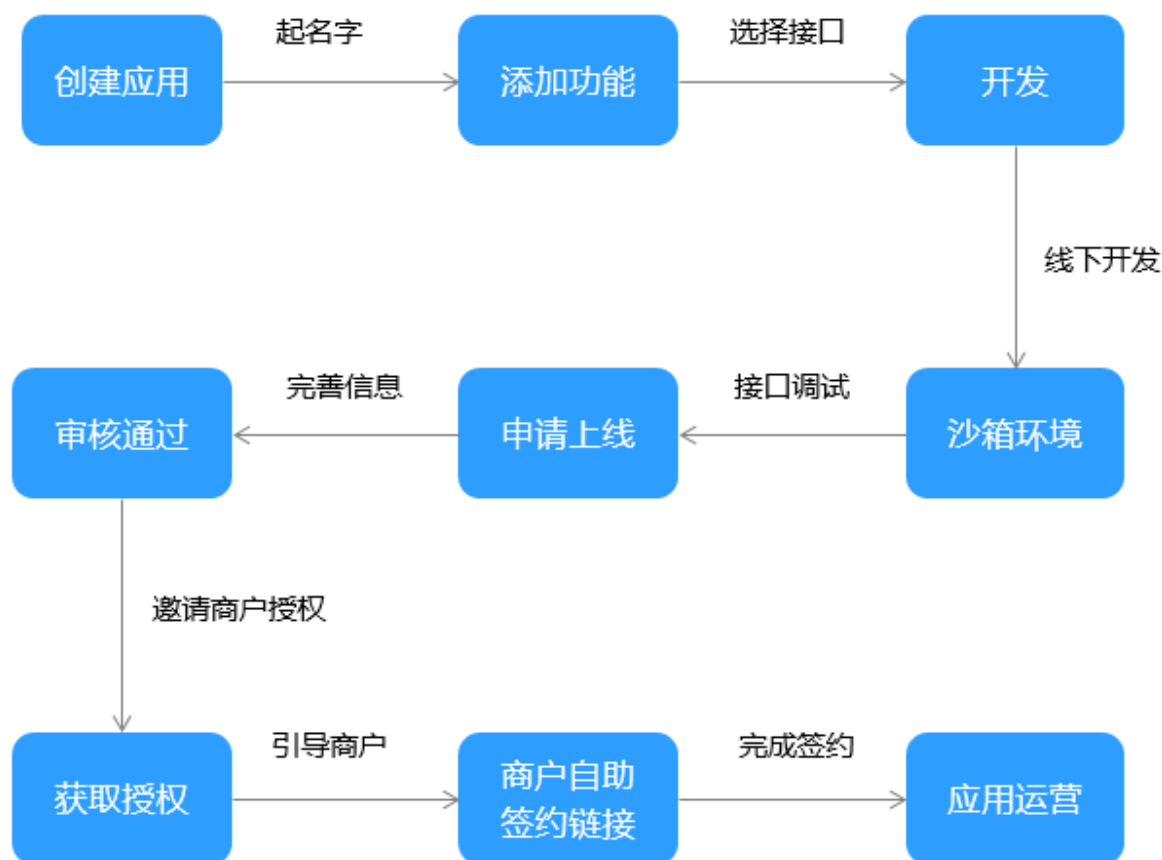 创建应用
起名字
添加功能
选择接口
开发
线下开发
沙箱环境
接口调试
申请上线
完善信息
审核通过
邀请商户授权
获取授权
引导商户
商户自助
签约链接
完成签约
应用运营